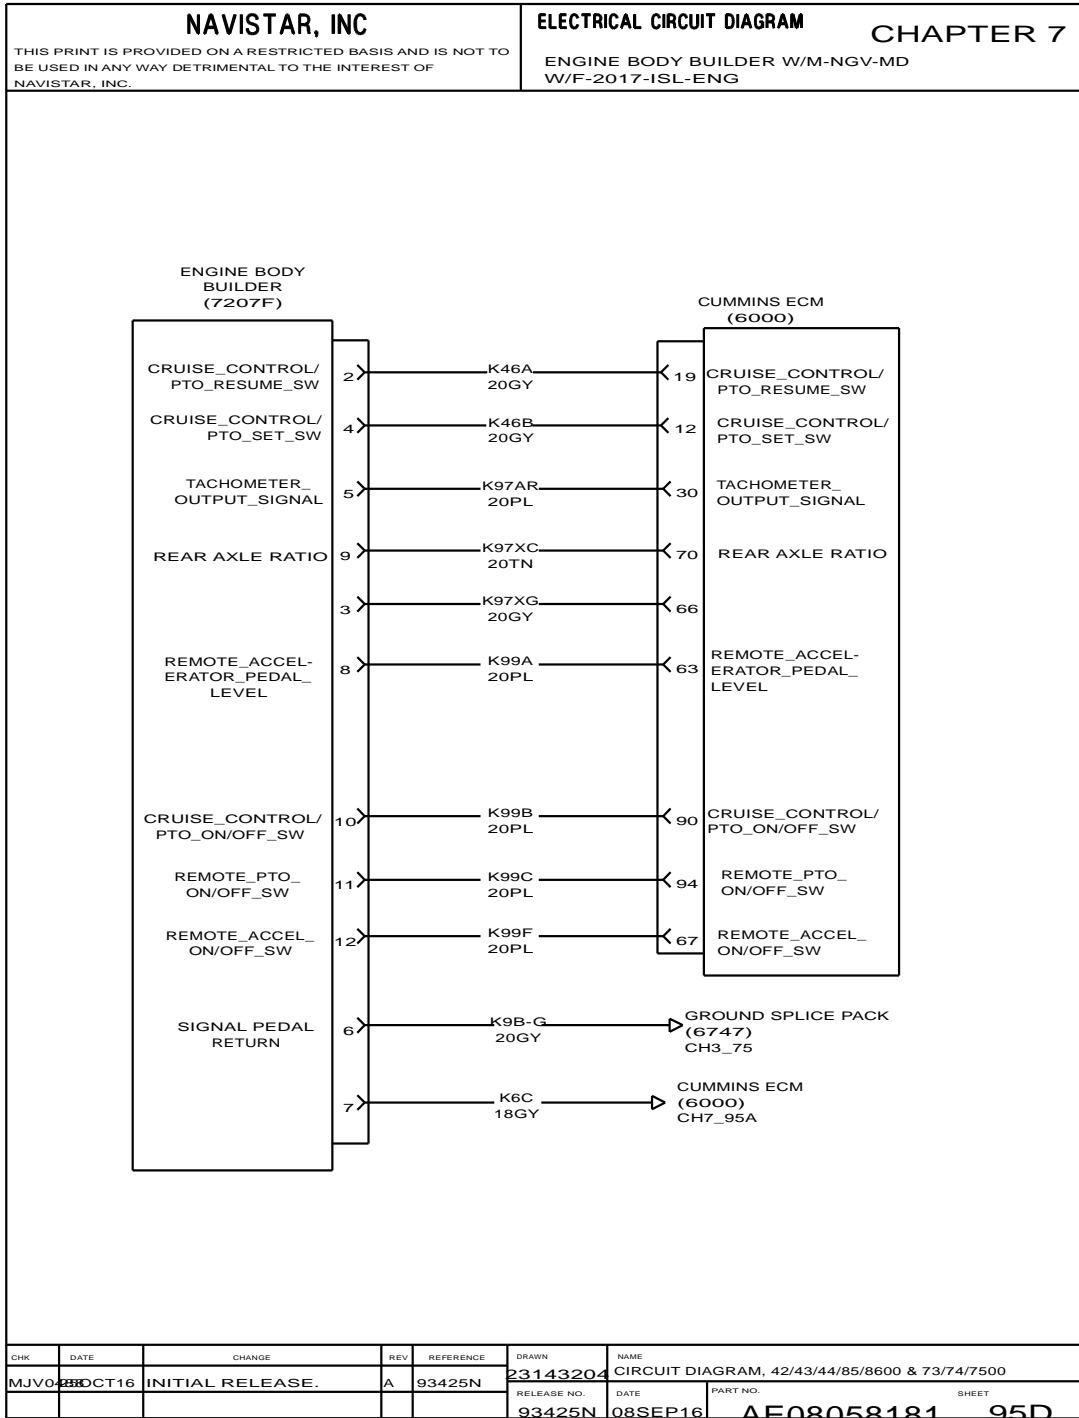 NAVISTAR, INC
THIS PRINT IS PROVIDED ON A RESTRICTED BASIS AND IS NOT TO
BE USED IN ANY WAY DETRIMENTAL TO THE INTEREST OF
NAVISTAR, INC.
ELECTRICAL CIRCUIT DIAGRAM
CHAPTER 7
ENGINE BODY BUILDER W/M-NGV-MD
W/F-2017-ISL-ENG
ENGINE BODY
BUILDER
(7207F)
CUMMINS ECM
(6000)
CRUISE_CONTROL/
PTO_RESUME_SW
2
K46A
20GY
19
CRUISE_CONTROL/
PTO_RESUME_SW
CRUISE_CONTROL/
PTO_SET_SW
4
K46B
20GY
12
CRUISE_CONTROL/
PTO_SET_SW
TACHOMETER_
OUTPUT_SIGNAL
5
K97AR
20PL
30
TACHOMETER_
OUTPUT_SIGNAL
REAR AXLE RATIO
9
K97XC
20TN
70
REAR AXLE RATIO
3
K97XG
20GY
66
REMOTE_ACCEL-
ERATOR_PEDAL_
LEVEL
8
K99A
20PL
63
REMOTE_ACCEL-
ERATOR_PEDAL_
LEVEL
CRUISE_CONTROL/
PTO_ON/OFF_SW
10
K99B
20PL
90
CRUISE_CONTROL/
PTO_ON/OFF_SW
REMOTE_PTO_
ON/OFF_SW
11
K99C
20PL
94
REMOTE_PTO_
ON/OFF_SW
REMOTE_ACCEL_
ON/OFF_SW
12
K99F
20PL
67
REMOTE_ACCEL_
ON/OFF_SW
SIGNAL PEDAL
RETURN
6
K9B-G
20GY
GROUND SPLICE PACK
(6747)
CH3_75
7
K6C
18GY
CUMMINS ECM
(6000)
CH7_95A
CHK DATE CHANGE REV REFERENCE
INITIAL RELEASE. A 93425N
DRAWN
23143204
NAME
CIRCUIT DIAGRAM, 42/43/44/85/8600 & 73/74/7500
RELEASE NO.
93425N
DATE
08SEP16
PART NO.
AE08058181
SHEET
95D